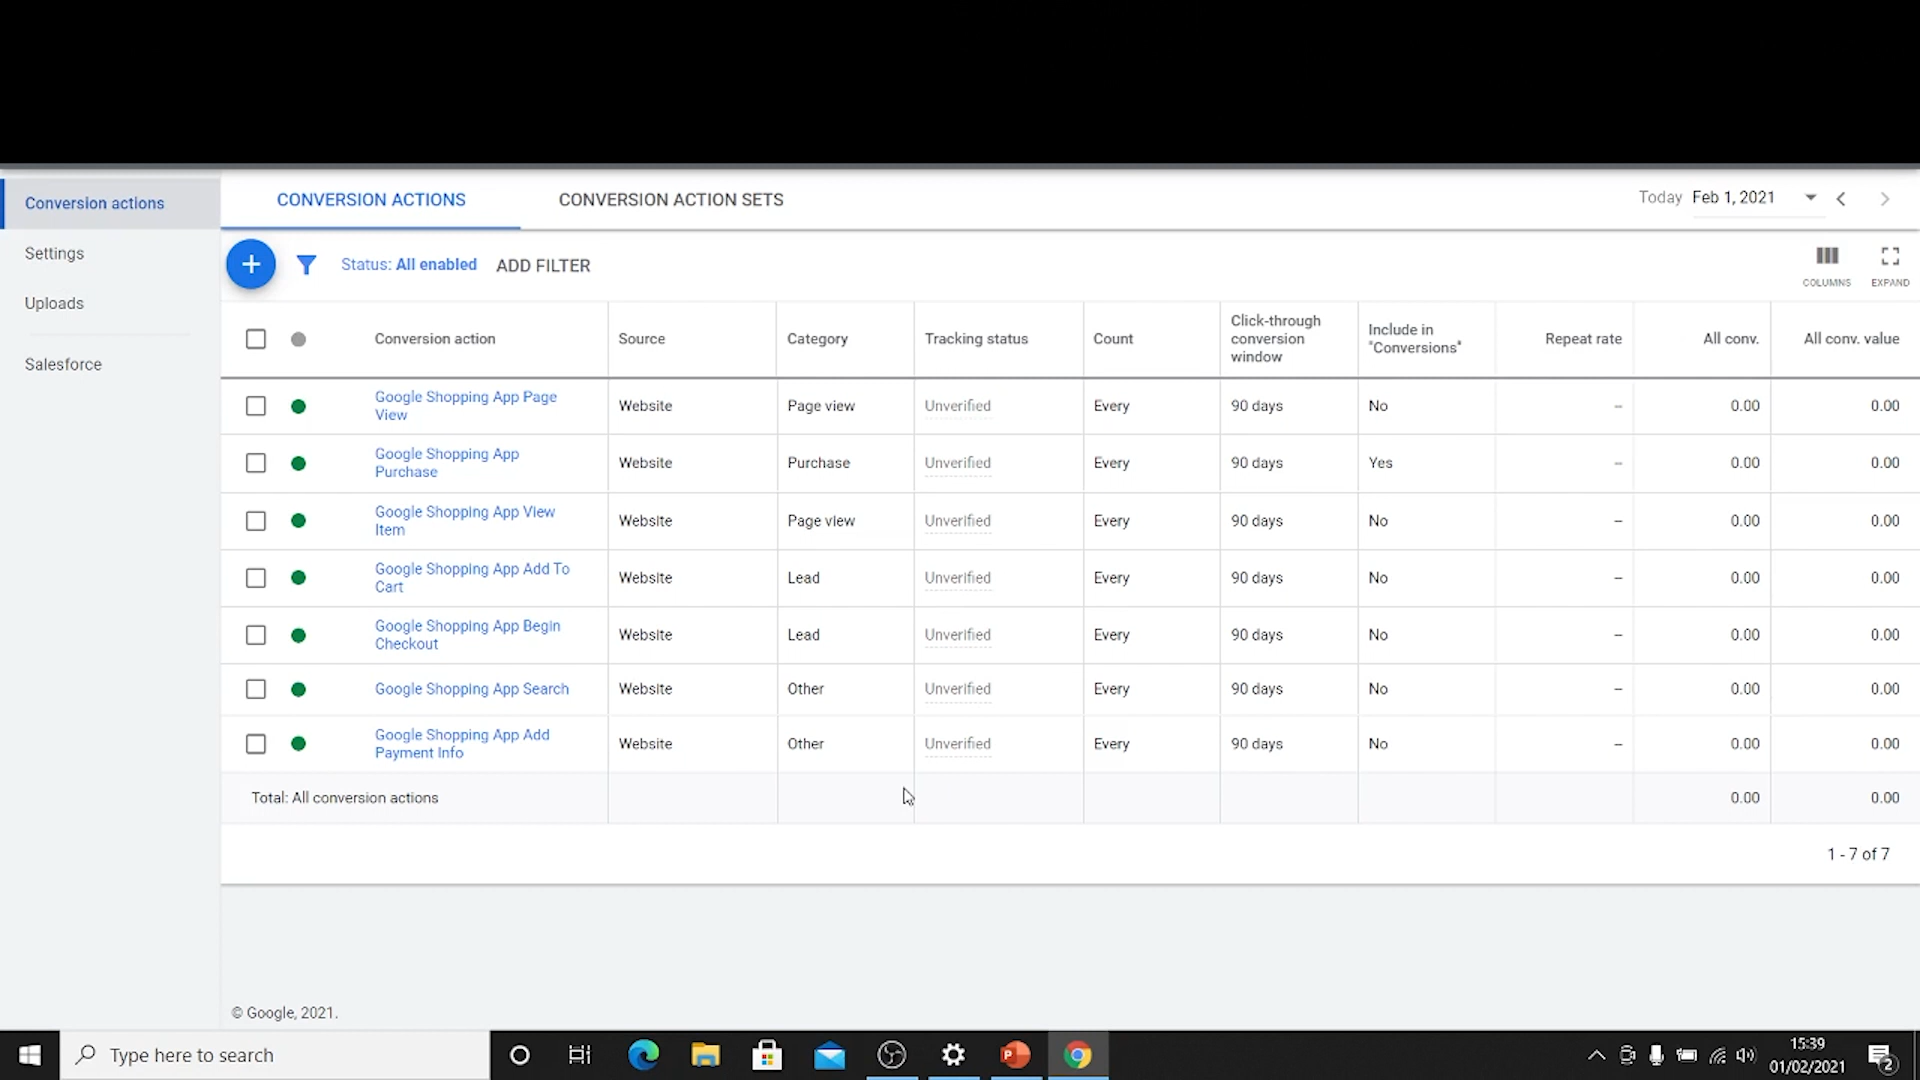 Conversion actions
Settings
Uploads
Salesforce
CONVERSION ACTIONS
CONVERSION ACTION SETS
Today Feb 1, 2021
Status: All enabled
ADD FILTER
COLUMNS
EXPAND
Conversion action
Source
Category
Tracking status
Count
Click-through
conversion
window
Include in
"Conversions"
Repeat rate
All conv.
All conv. value
Google Shopping App Page
View
Website
Page view
Unverified
Every
90 days
No
–
0.00
0.00
Google Shopping App
Purchase
Website
Purchase
Unverified
Every
90 days
Yes
–
0.00
0.00
Google Shopping App View
Item
Website
Page view
Unverified
Every
90 days
No
–
0.00
0.00
Google Shopping App Add To
Cart
Website
Lead
Unverified
Every
90 days
No
–
0.00
0.00
Google Shopping App Begin
Checkout
Website
Lead
Unverified
Every
90 days
No
–
0.00
0.00
Google Shopping App Search
Website
Other
Unverified
Every
90 days
No
–
0.00
0.00
Google Shopping App Add
Payment Info
Website
Other
Unverified
Every
90 days
No
–
0.00
0.00
Total: All conversion actions
0.00
0.00
1 - 7 of 7
© Google, 2021.
Type here to search
15:39
01/02/2021
2